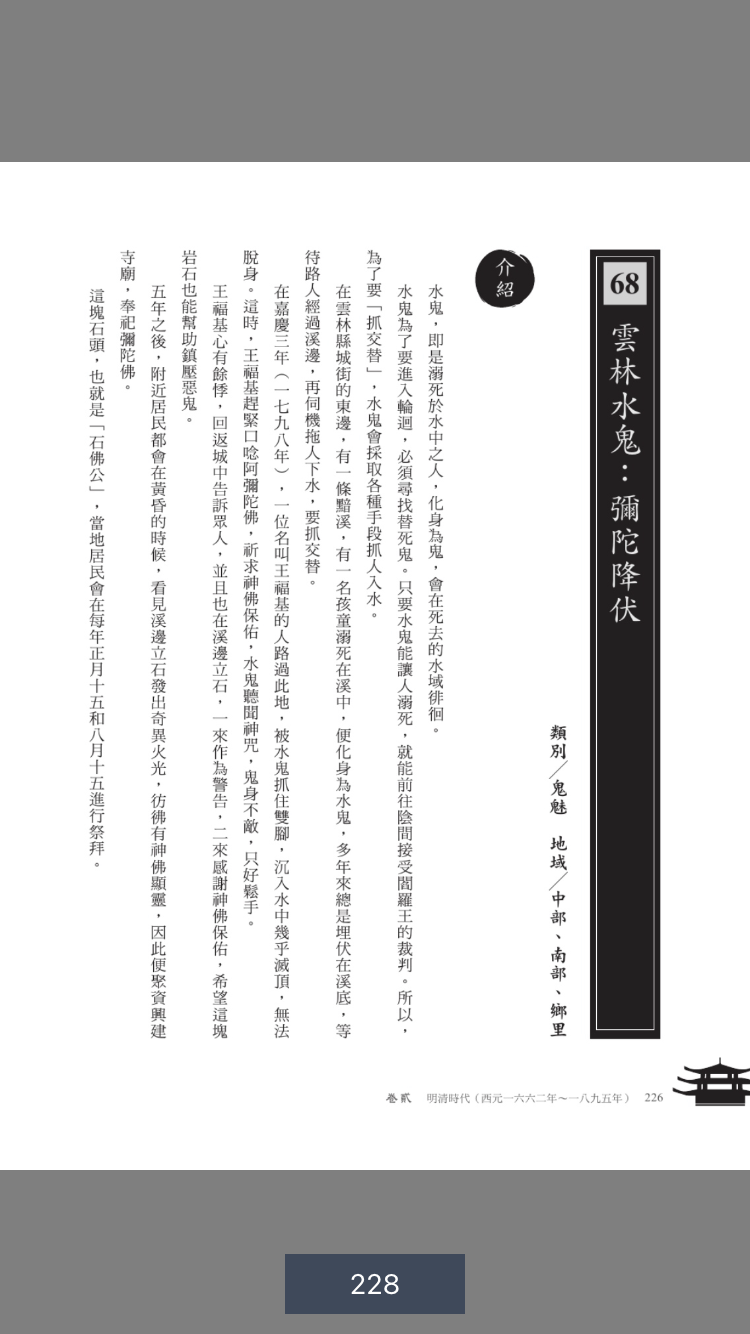 68
雲林水鬼：彌陀降伏
類別／鬼魅　地域／中部、南部、鄉里
介紹
水鬼，即是溺死於水中之人，化身為鬼，會在死去的水域徘徊。
水鬼為了要進入輪迴，必須尋找替死鬼。只要水鬼能讓人溺死，就能前往陰間接受閻羅王的裁判。所以，
為了要「抓交替」，水鬼會採取各種手段抓人入水。
在雲林縣城街的東邊，有一條黯溪，有一名孩童溺死在溪中，便化身為水鬼，多年來總是埋伏在溪底，等
待路人經過溪邊，再伺機拖人下水，要抓交替。
在嘉慶三年（一七九八年），一位名叫王福基的人路過此地，被水鬼抓住雙腳，沉入水中幾乎滅頂，無法
脫身。這時，王福基趕緊口唸阿彌陀佛，祈求神佛保佑，水鬼聽聞神咒，鬼身不敵，只好鬆手。
王福基心有餘悸，回返城中告訴眾人，並且也在溪邊立石，一來作為警告，二來感謝神佛保佑，希望這塊
岩石也能幫助鎮壓惡鬼。
五年之後，附近居民都會在黃昏的時候，看見溪邊立石發出奇異火光，彷彿有神佛顯靈，因此便聚資興建
寺廟，奉祀彌陀佛。
這塊石頭，也就是「石佛公」，當地居民會在每年正月十五和八月十五進行祭拜。
卷貳　明清時代（西元一六六二年～一八九五年）　226
228